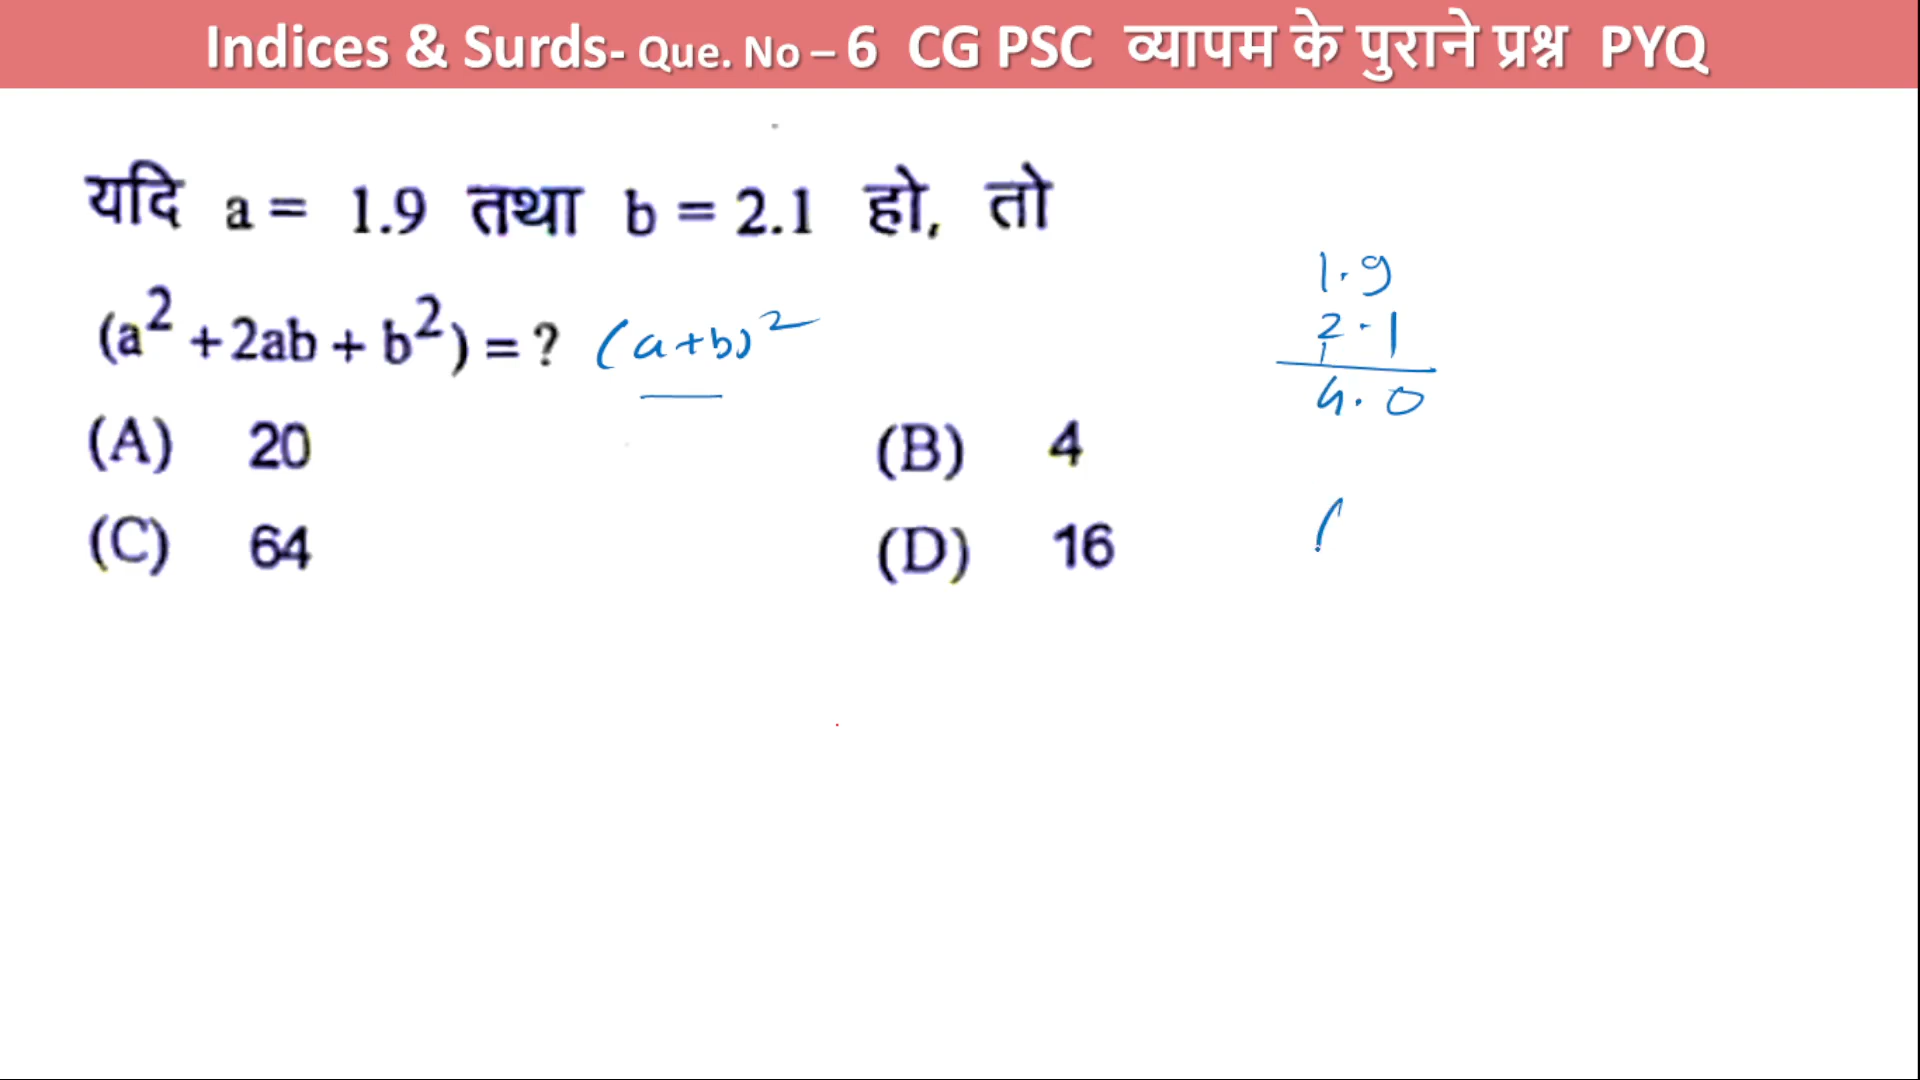 Indices & Surds- Que. No – 6 CG PSC व्यापम के पुराने प्रश्न PYQ
यदि a = 1.9 तथा b = 2.1 हो, तो
(a² + 2ab + b²) = ? (a+b)²
(A) 20 (B) 4
(C) 64 (D) 16
1.9
2.1
1
4.0
(